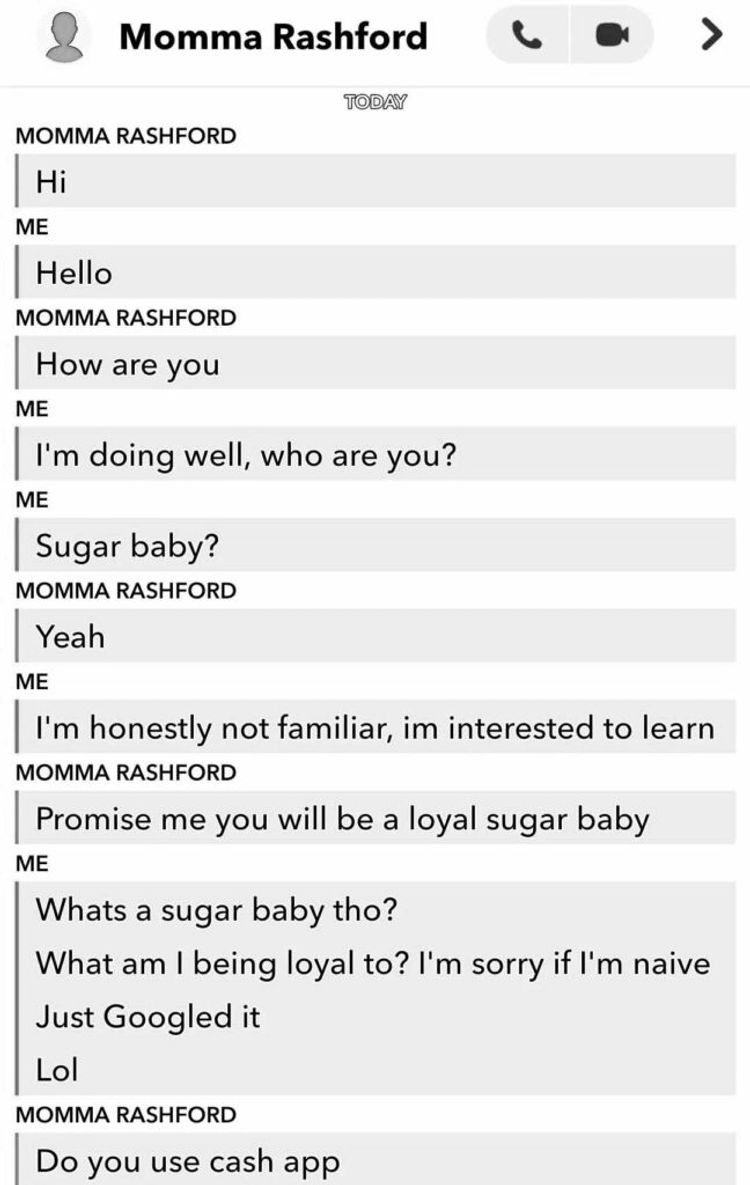 Momma Rashford
TODAY
MOMMA RASHFORD
Hi
ME
Hello
MOMMA RASHFORD
How are you
ME
I'm doing well, who are you?
ME
Sugar baby?
MOMMA RASHFORD
Yeah
ME
I'm honestly not familiar, im interested to learn
MOMMA RASHFORD
Promise me you will be a loyal sugar baby
ME
Whats a sugar baby tho?
What am I being loyal to? I'm sorry if I'm naive
Just Googled it
Lol
MOMMA RASHFORD
Do you use cash app